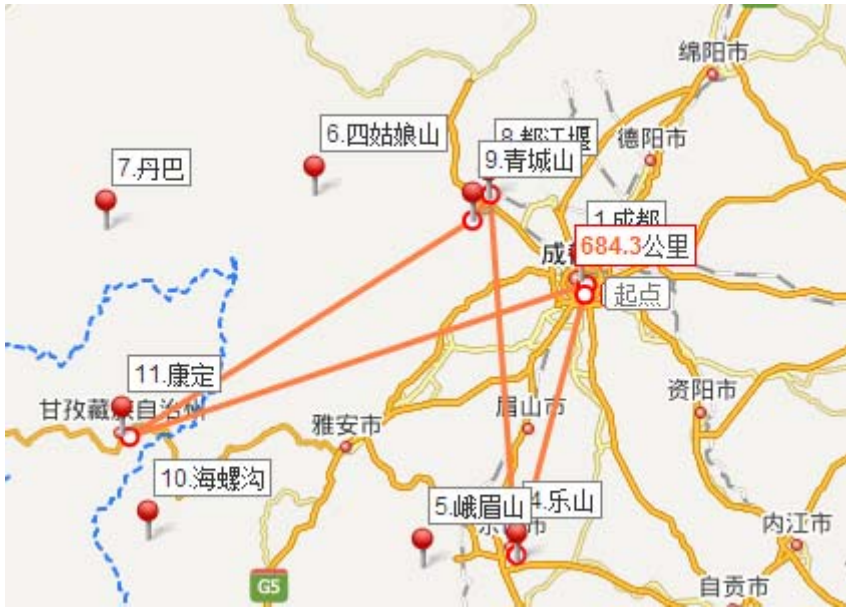 绵阳市
6.四姑娘山
8.都江堰
德阳市
9.青城山
7.丹巴
1.成都
684.3公里
起点
11.康定
甘孜藏族自治州
资阳市
眉山市
雅安市
10.海螺沟
5.峨眉山
4.乐山
内江市
G5
自贡市